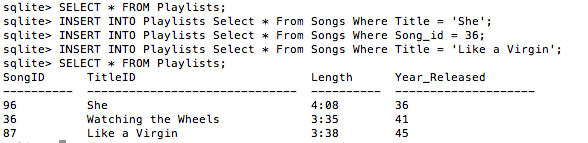 sqlite> SELECT * FROM Playlists;
sqlite> INSERT INTO Playlists Select * From Songs Where Title = 'She';
sqlite> INSERT INTO Playlists Select * From Songs Where Song_id = 36;
sqlite> INSERT INTO Playlists Select * From Songs Where Title = 'Like a Virgin';
sqlite> SELECT * FROM Playlists;
SongID TitleID Length Year_Released
---------- ------------------------------ ---------- --------------------
96 She 4:08 36
36 Watching the Wheels 3:35 41
87 Like a Virgin 3:38 45